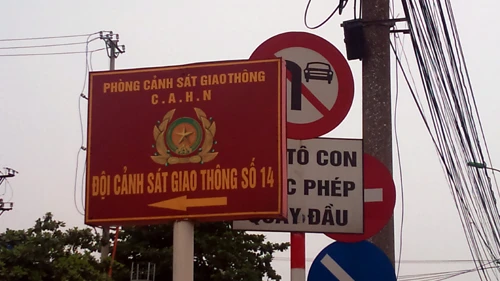 PHÒNG CẢNH SÁT GIAO THÔNG
C.A.H.N
ĐỘI CẢNH SÁT GIAO THÔNG SỐ 14
TÔ CON
PHÉP
QUAY ĐẦU